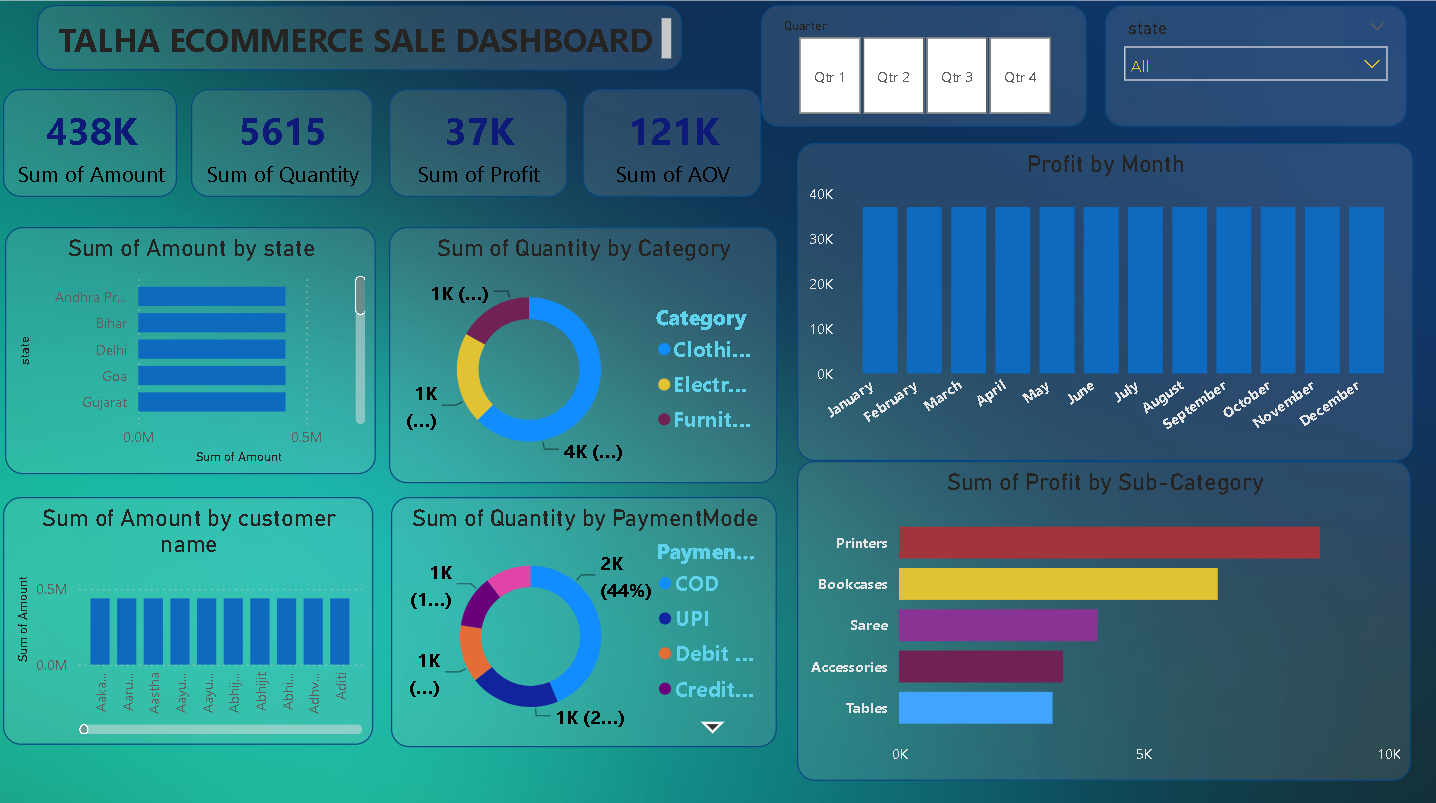 TALHA ECOMMERCE SALE DASHBOARD
Quarter
Qtr 1 Qtr 2 Qtr 3 Qtr 4
state
All
438K
Sum of Amount
5615
Sum of Quantity
37K
Sum of Profit
121K
Sum of AOV
Profit by Month
40K
30K
20K
10K
0K
January February March April May June July August September October November December
Sum of Amount by state
state
Andhra Pr...
Bihar
Delhi
Goa
Gujarat
0.0M 0.5M
Sum of Amount
Sum of Quantity by Category
1K (...)
1K
(...)
4K (...)
Category
Clothi...
Electr...
Furnit...
Sum of Amount by customer
name
Sum of Amount
0.5M
0.0M
Aaka... Aaru... Aastha Aayu... Aayu... Abhij... Abhijit Abhi... Adhv... Aditi
Sum of Quantity by PaymentMode
2K
(44%)
1K
(1...)
1K
(...)
1K (2...)
Paymen...
COD
UPI
Debit ...
Credit...
Sum of Profit by Sub-Category
Printers
Bookcases
Saree
Accessories
Tables
0K 5K 10K